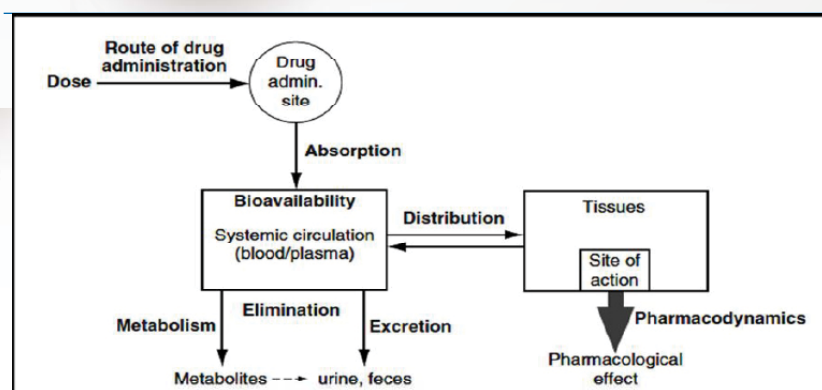 Route of drug
administration
Dose
Drug
admin.
site
Absorption
Bioavailability
Systemic circulation
(blood/plasma)
Distribution
Tissues
Site of
action
Metabolism
Elimination
Excretion
Pharmacodynamics
Metabolites
urine, feces
Pharmacological
effect